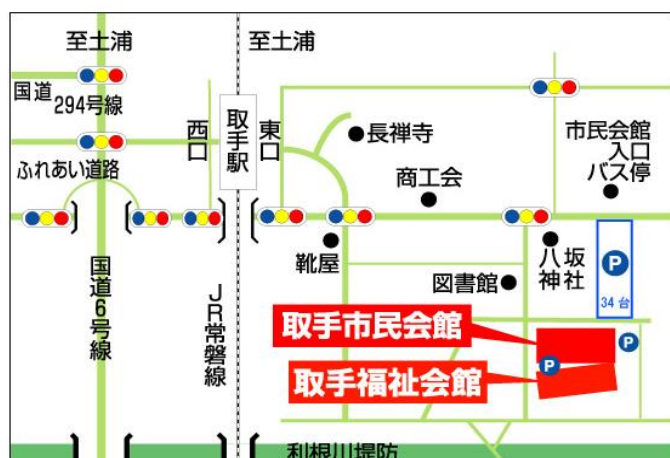 至土浦
至土浦
国道
294号線
ふれあい道路
西口
取手駅
東口
長禅寺
商工会
市民会館
入口
バス停
国道6号線
JR常磐線
靴屋
図書館
八坂
神社
P
34台
取手市民会館
P
P
取手福祉会館
利根川堤防